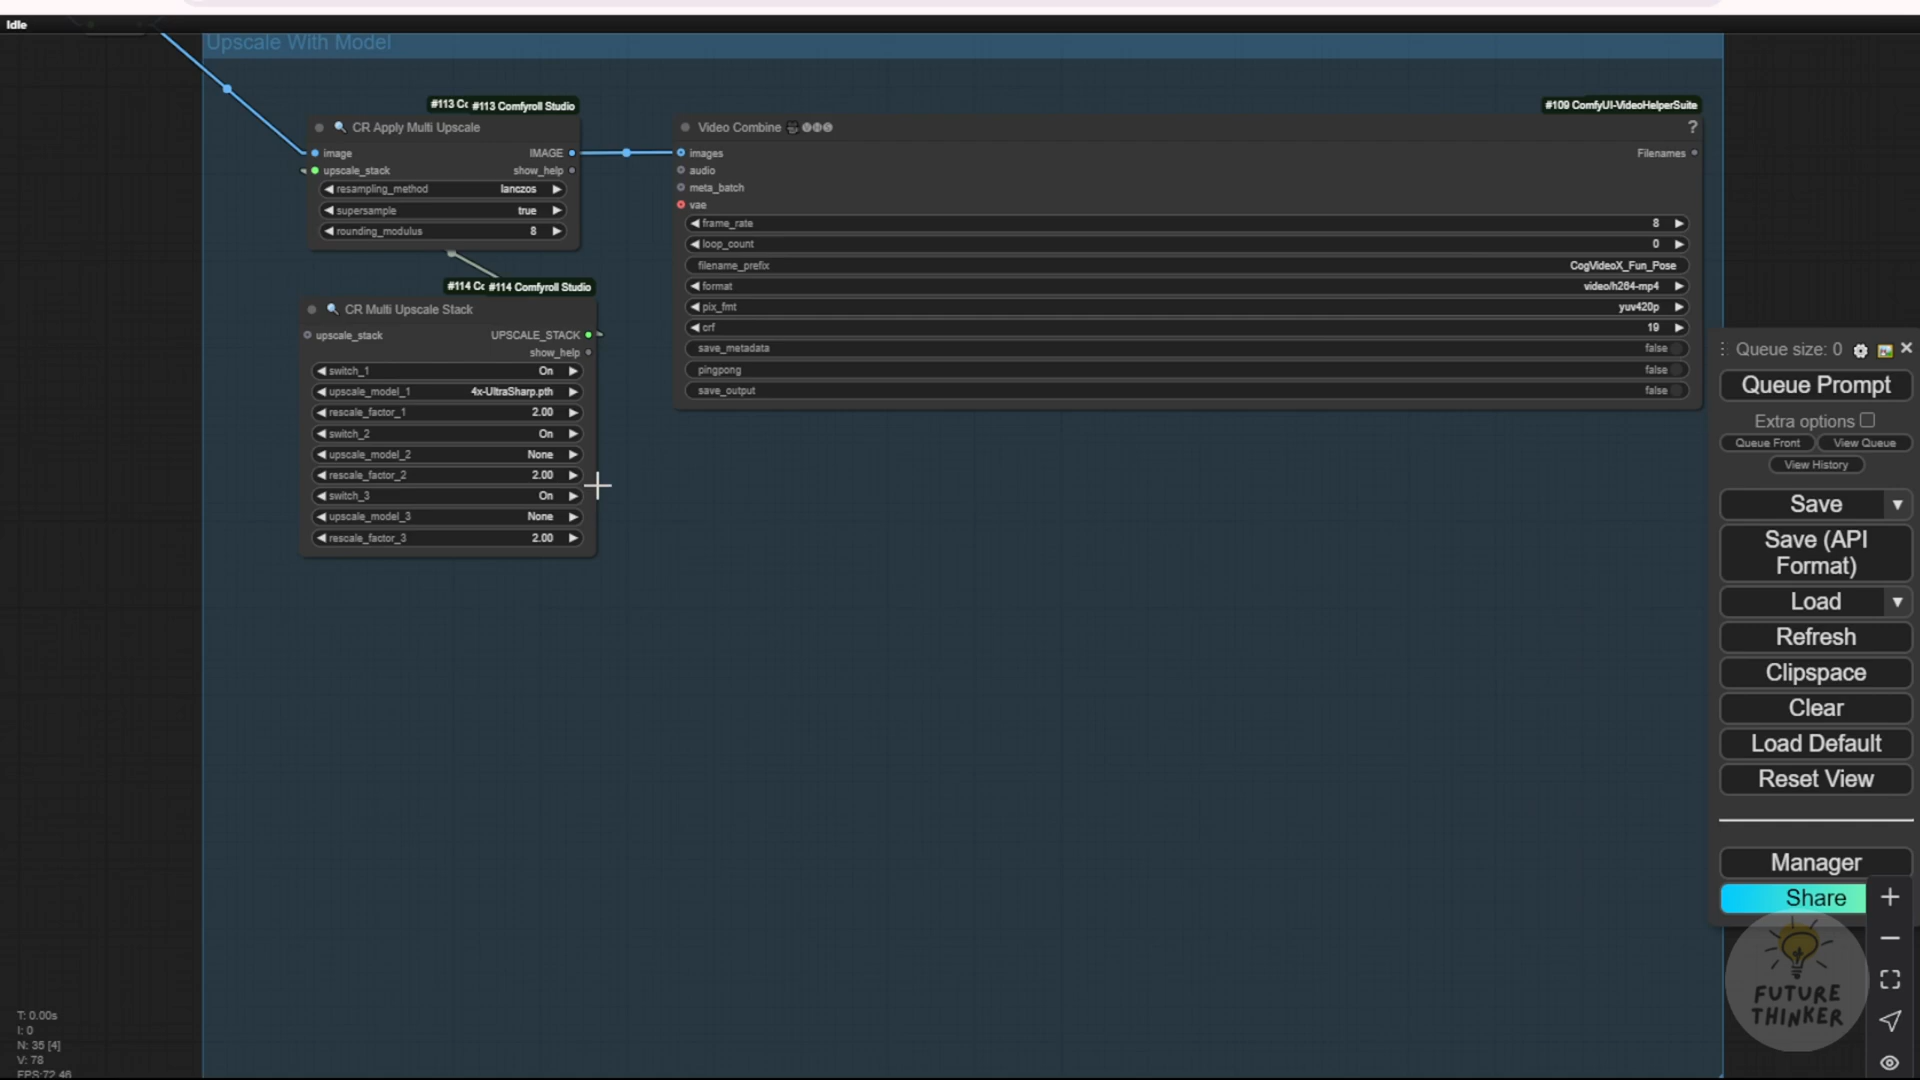 Idle
Upscale With Model
#113 Cc #113 Comfyroll Studio
CR Apply Multi Upscale
image IMAGE
upscale_stack show_help
resampling_method lanczos
supersample true
rounding_modulus 8
#114 Cc #114 Comfyroll Studio
CR Multi Upscale Stack
upscale_stack UPSCALE_STACK
show_help
switch_1 On
upscale_model_1 4x-UltraSharp.pth
rescale_factor_1 2.00
switch_2 On
upscale_model_2 None
rescale_factor_2 2.00
switch_3 On
upscale_model_3 None
rescale_factor_3 2.00
#109 ComfyUI-VideoHelperSuite
Video Combine 🎥🅥🅗🅢 ?
images Filenames
audio
meta_batch
vae
frame_rate 8
loop_count 0
filename_prefix CogVideoX_Fun_Pose
format video/h264-mp4
pix_fmt yuv420p
crf 19
save_metadata false
pingpong false
save_output false
Queue size: 0
Queue Prompt
Extra options
Queue Front View Queue
View History
Save
Save (API
Format)
Load
Refresh
Clipspace
Clear
Load Default
Reset View
Manager
Share
FUTURE
THINKER
T: 0.00s
I: 0
N: 35 [4]
V: 78
FPS:72.46